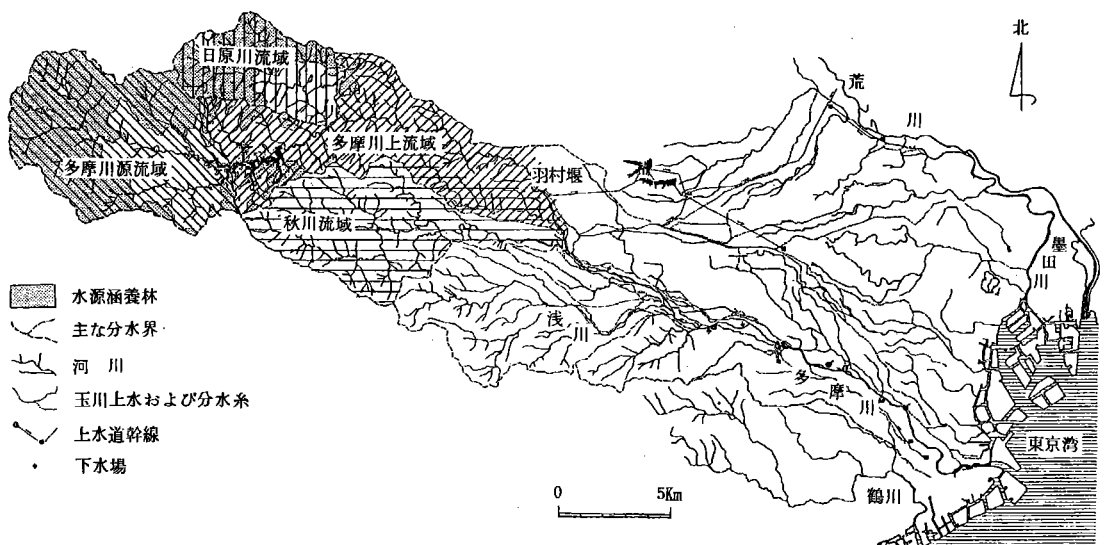 北
日原川流域
荒川
多摩川上流域
多摩川源流域
羽村堰
秋川流域
墨田川
浅川
多摩川
東京湾
鶴川
水源涵養林
主な分水界
河川
玉川上水および分水系
上水道幹線
下水場
0 5Km